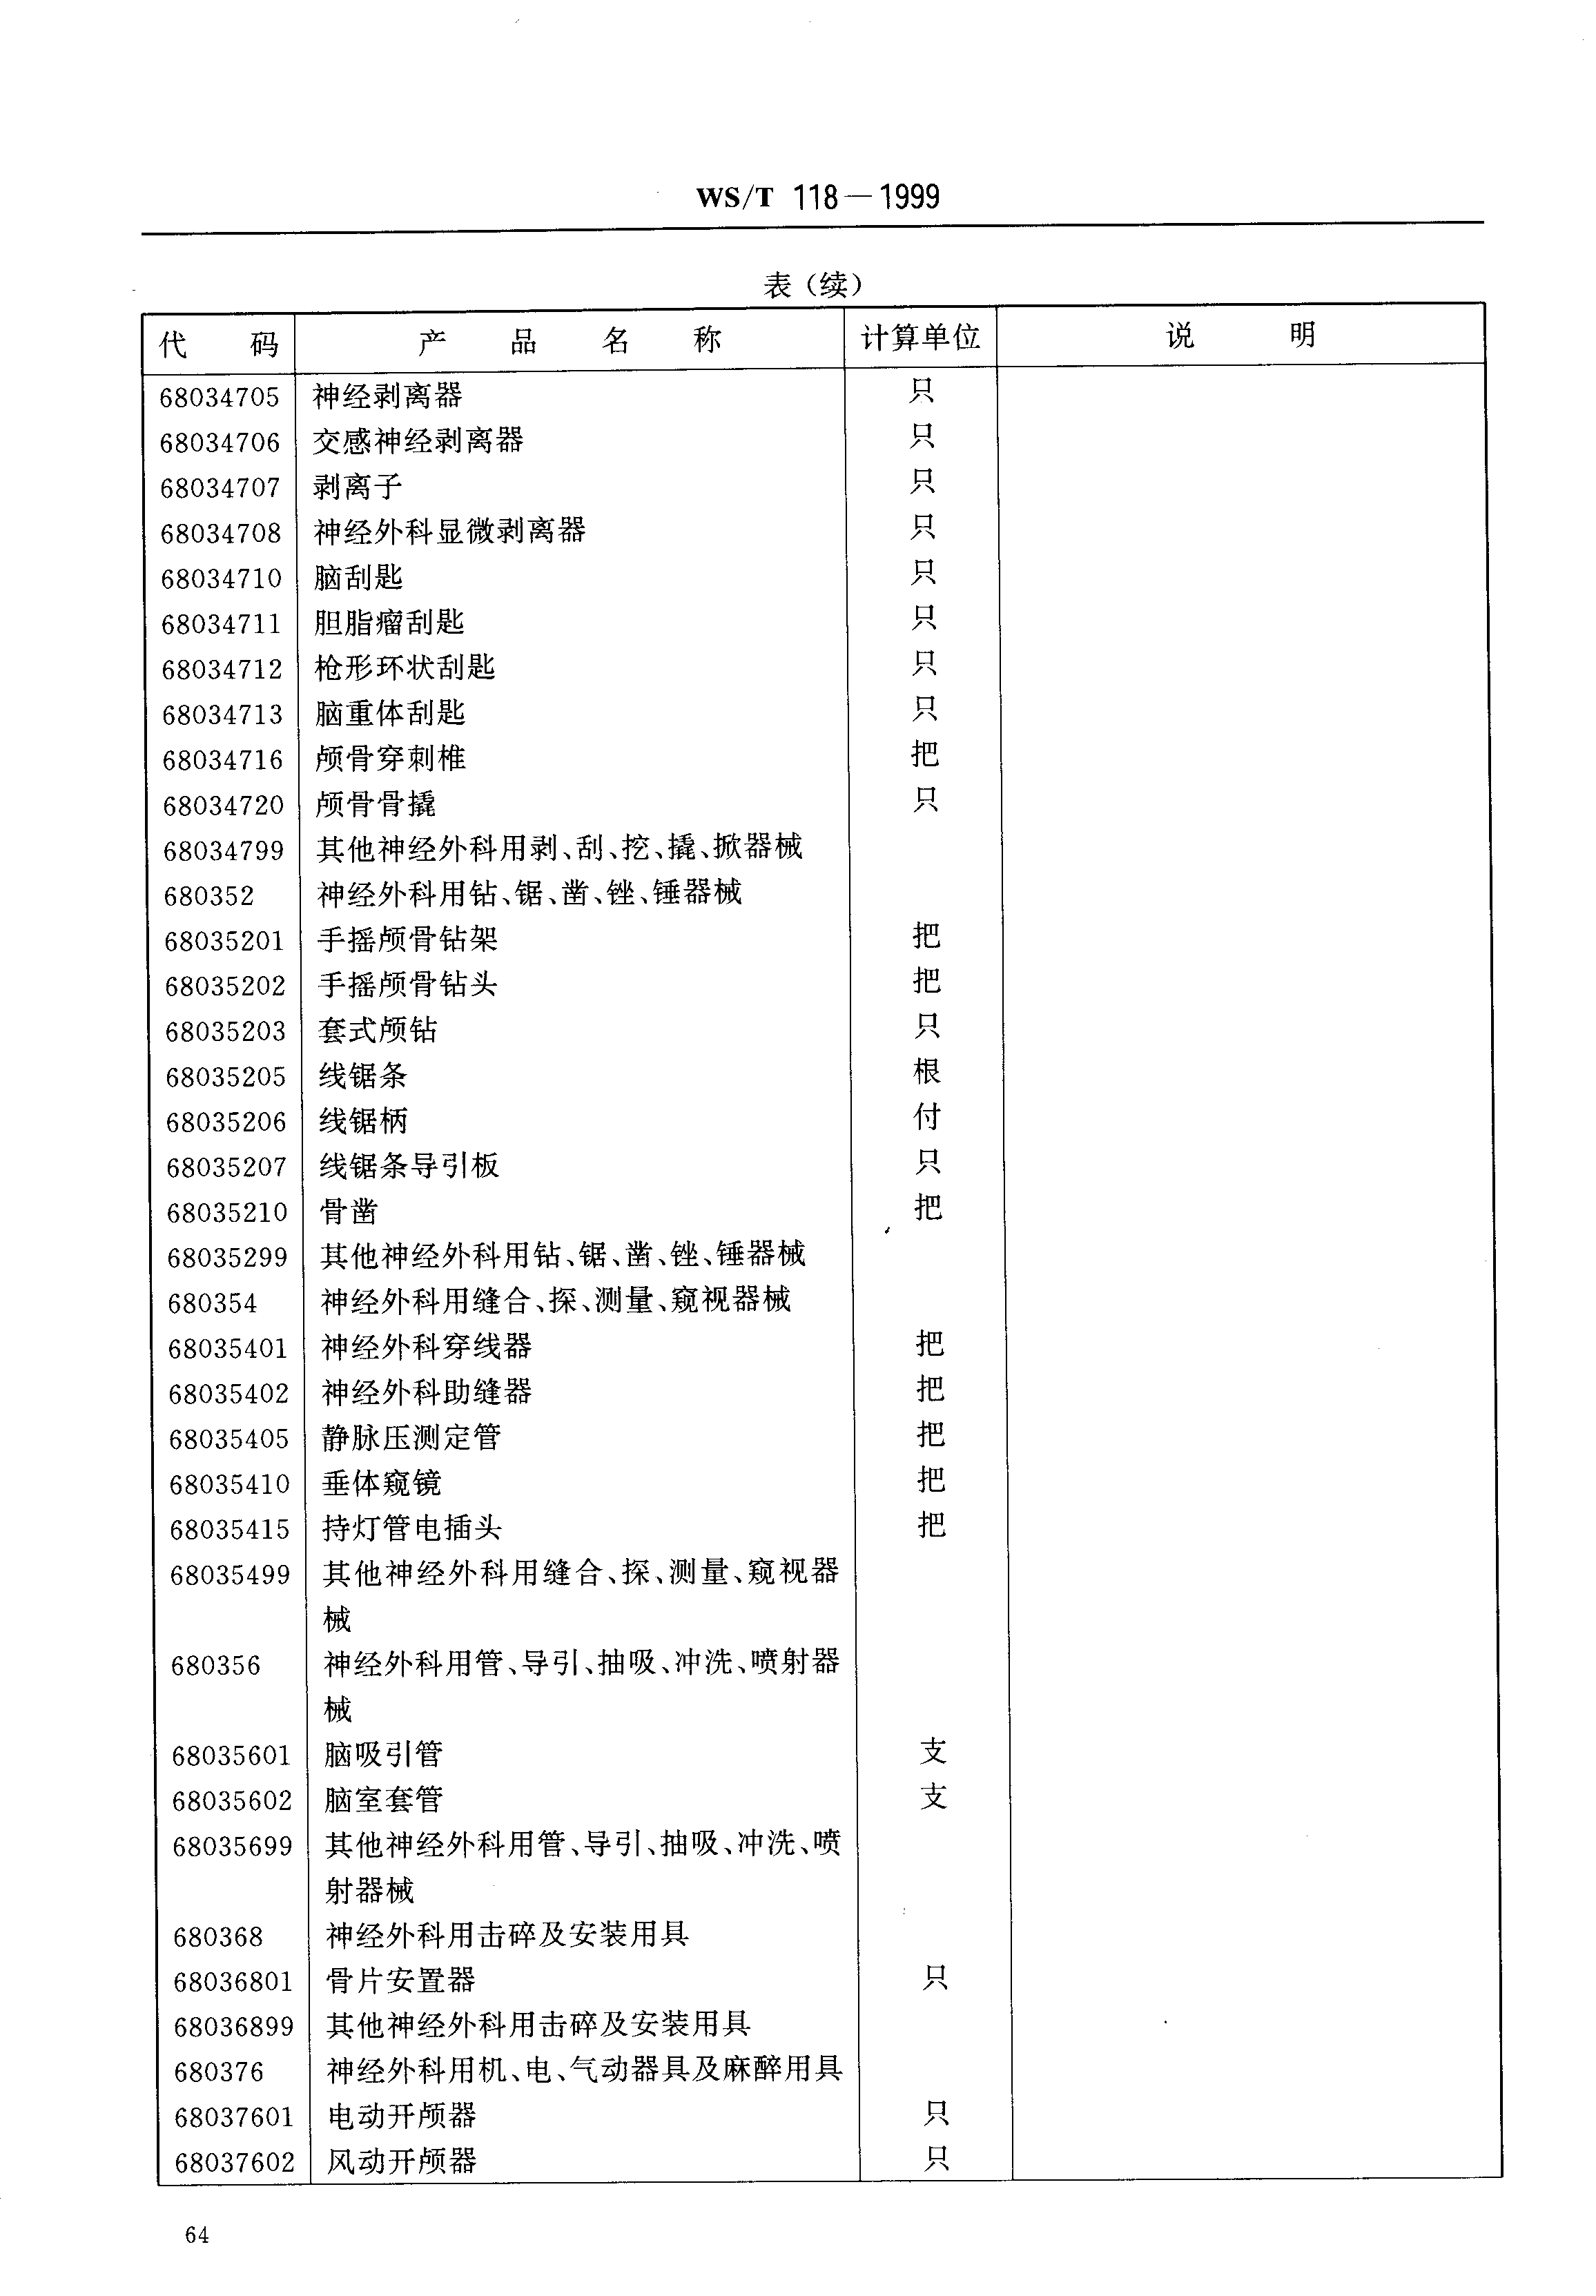 WS/T 118—1999
表（续）
代 码 产 品 名 称 计算单位 说 明
68034705 神经剥离器 只
68034706 交感神经剥离器 只
68034707 剥离子 只
68034708 神经外科显微剥离器 只
68034710 脑刮匙 只
68034711 胆脂瘤刮匙 只
68034712 枪形环状刮匙 只
68034713 脑重体刮匙 只
68034716 颅骨穿刺椎 把
68034720 颅骨骨撬 只
68034799 其他神经外科用剥、刮、挖、撬、掀器械
680352 神经外科用钻、锯、凿、锉、锤器械
68035201 手摇颅骨钻架 把
68035202 手摇颅骨钻头 把
68035203 套式颅钻 只
68035205 线锯条 根
68035206 线锯柄 付
68035207 线锯条导引板 只
68035210 骨凿 把
68035299 其他神经外科用钻、锯、凿、锉、锤器械
680354 神经外科用缝合、探、测量、窥视器械
68035401 神经外科穿线器 把
68035402 神经外科助缝器 把
68035405 静脉压测定管 把
68035410 垂体窥镜 把
68035415 持灯管电插头 把
68035499 其他神经外科用缝合、探、测量、窥视器
械
680356 神经外科用管、导引、抽吸、冲洗、喷射器
械
68035601 脑吸引管 支
68035602 脑室套管 支
68035699 其他神经外科用管、导引、抽吸、冲洗、喷
射器械
680368 神经外科用击碎及安装用具
68036801 骨片安置器 只
68036899 其他神经外科用击碎及安装用具
680376 神经外科用机、电、气动器具及麻醉用具
68037601 电动开颅器 只
68037602 风动开颅器 只
64